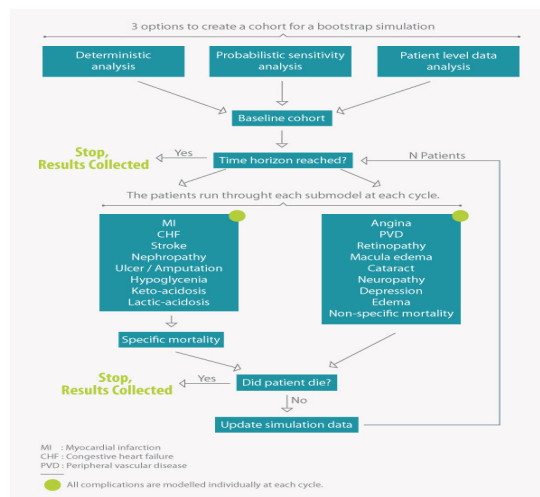 3 options to create a cohort for a bootstrap simulation
Deterministic
analysis
Probabilistic sensitivity
analysis
Patient level data
analysis
Baseline cohort
Stop,
Results Collected
Yes
Time horizon reached?
N Patients
The patients run throught each submodel at each cycle.
MI
CHF
Stroke
Nephropathy
Ulcer / Amputation
Hypoglycenia
Keto-acidosis
Lactic-acidosis
Angina
PVD
Retinopathy
Macula edema
Cataract
Neuropathy
Depression
Edema
Non-specific mortality
Specific mortality
Stop,
Results Collected
Yes
Did patient die?
No
Update simulation data
MI : Myocardial infarction
CHF : Congestive heart failure
PVD : Peripheral vascular disease
All complications are modelled individually at each cycle.